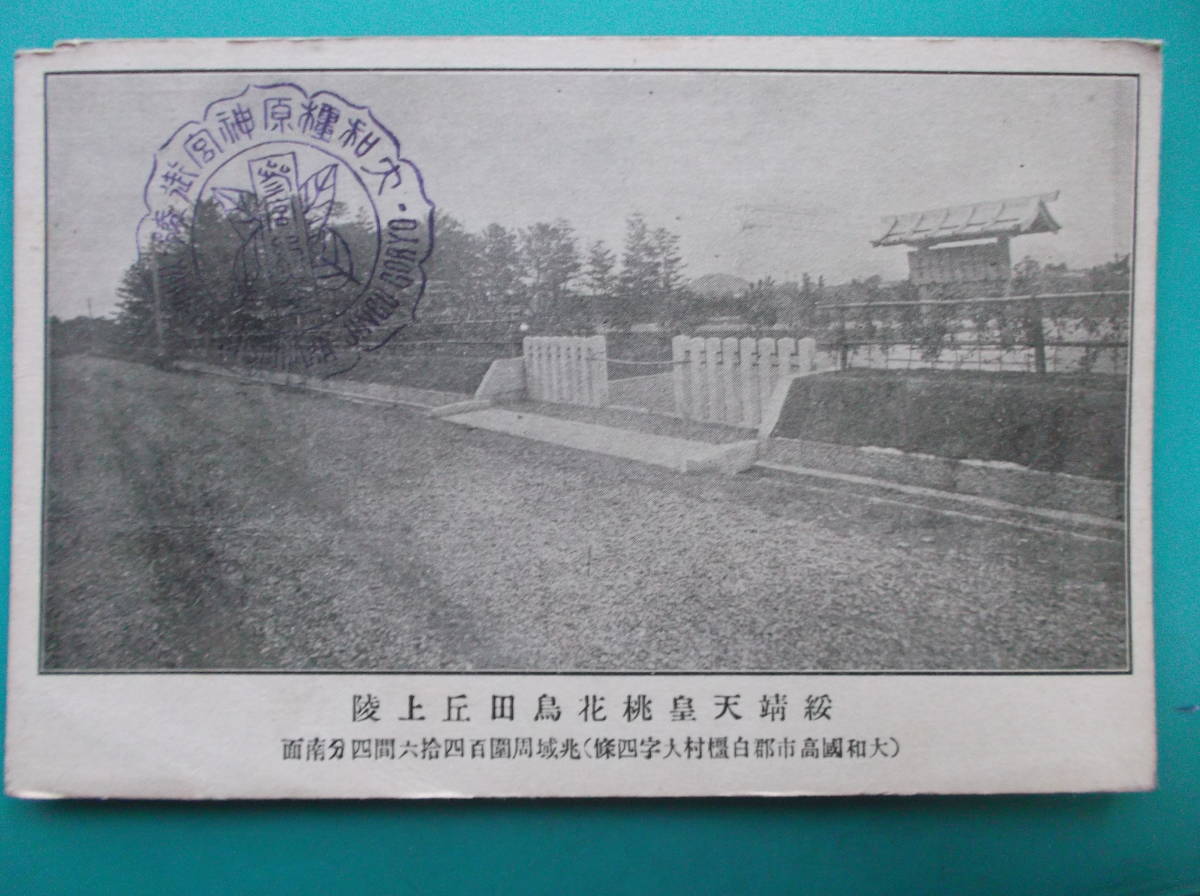 大和橿原神宮
JINGU GORYO
綏靖天皇桃花鳥田丘上陵
(大和國高市郡白橿村大字四條)兆域周圍百四拾六間四分南面